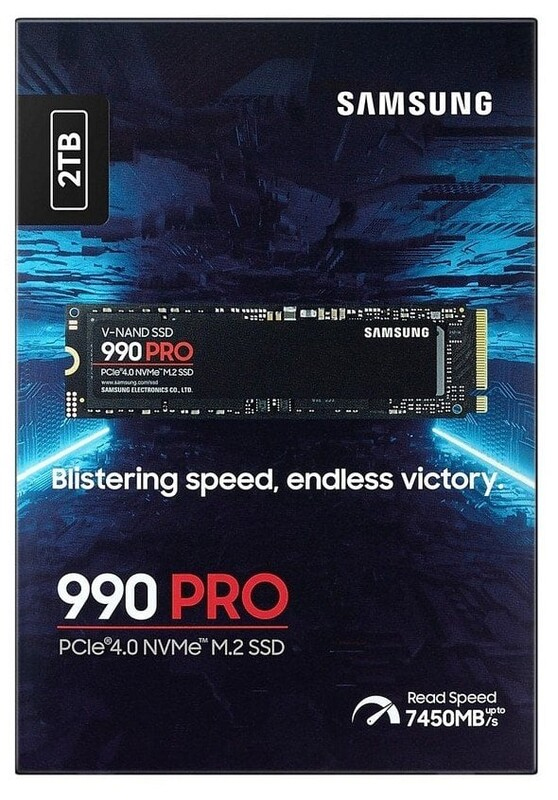 SAMSUNG
2TB
V-NAND SSD
SAMSUNG
990 PRO
PCIe®4.0 NVMe™ M.2 SSD
www.samsung.com/ssd
SAMSUNG ELECTRONICS CO., LTD.
Blistering speed, endless victory.
990 PRO
PCIe®4.0 NVMe™ M.2 SSD
Read Speed
up to
7450MB/s